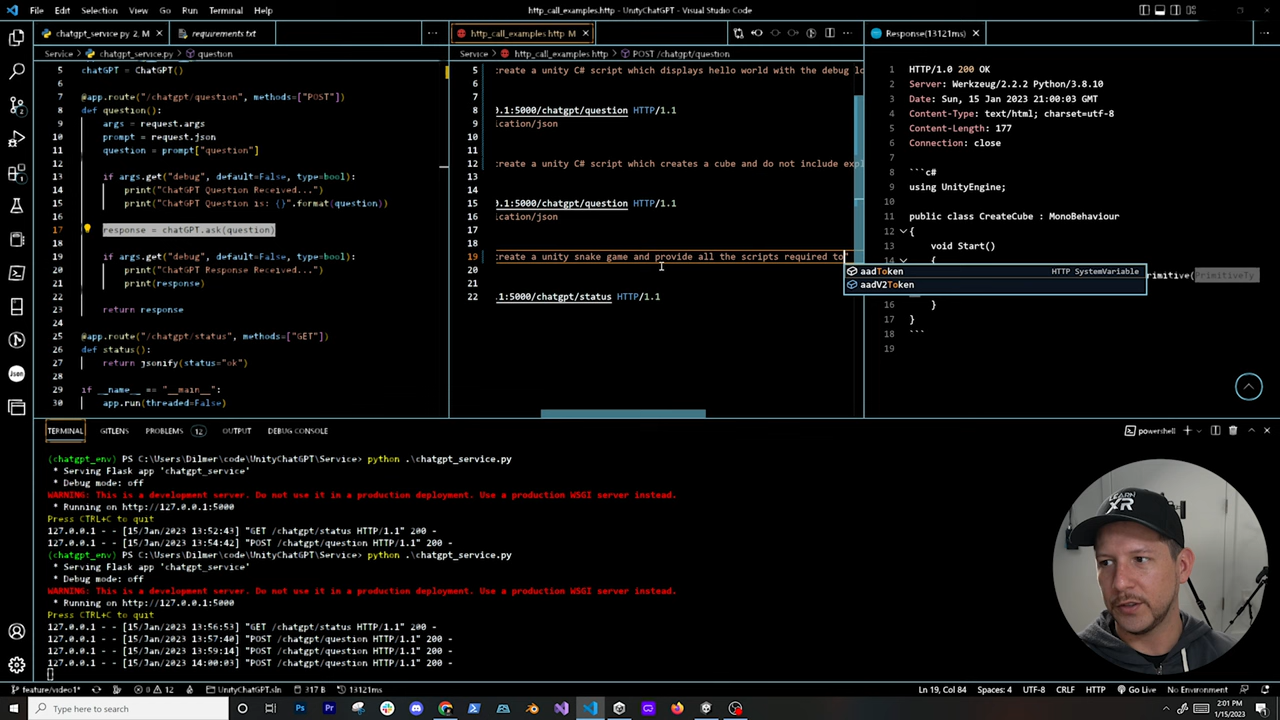 File Edit Selection View Go Run Terminal Help
http_call_examples.http - UnityChatGPT - Visual Studio Code
chatgpt_service.py 2, M
requirements.txt
http_call_examples.http M
Response(13121ms)
Service > chatgpt_service.py > question
Service > http_call_examples.http > POST /chatgpt/question
5 chatGPT = ChatGPT()
6
7 @app.route("/chatgpt/question", methods=["POST"])
8 def question():
9 args = request.args
10 prompt = request.json
11 question = prompt["question"]
12
13 if args.get("debug", default=False, type=bool):
14 print("ChatGPT Question Received...")
15 print("ChatGPT Question is: {}".format(question))
16
17 response = chatGPT.ask(question)
18
19 if args.get("debug", default=False, type=bool):
20 print("ChatGPT Response Received...")
21 print(response)
22
23 return response
24
25 @app.route("/chatgpt/status", methods=["GET"])
26 def status():
27 return jsonify(status="ok")
28
29 if __name__ == "__main__":
30 app.run(threaded=False)
5 create a unity C# script which displays hello world with the debug lo
6
7
8 0.1:5000/chatgpt/question HTTP/1.1
9 ication/json
10
11
12 create a unity C# script which creates a cube and do not include expl
13
14
15 0.1:5000/chatgpt/question HTTP/1.1
16 ication/json
17
18
19 create a unity snake game and provide all the scripts required to"
20
21
22 .1:5000/chatgpt/status HTTP/1.1
aadToken HTTP SystemVariable
aadV2Token
1 HTTP/1.0 200 OK
2 Server: Werkzeug/2.2.2 Python/3.8.10
3 Date: Sun, 15 Jan 2023 21:00:03 GMT
4 Content-Type: text/html; charset=utf-8
5 Content-Length: 177
6 Connection: close
7
8 ```c#
9 using UnityEngine;
10
11 public class CreateCube : MonoBehaviour
12 {
13 void Start()
14 {
rimitive(PrimitiveTy
16 }
17 }
18 ```
19
TERMINAL GITLENS PROBLEMS 12 OUTPUT DEBUG CONSOLE
powershell
(chatgpt_env) PS C:\Users\Dilmer\code\UnityChatGPT\Service> python .\chatgpt_service.py
* Serving Flask app 'chatgpt_service'
* Debug mode: off
WARNING: This is a development server. Do not use it in a production deployment. Use a production WSGI server instead.
* Running on http://127.0.0.1:5000
Press CTRL+C to quit
127.0.0.1 - - [15/Jan/2023 13:52:43] "GET /chatgpt/status HTTP/1.1" 200 -
127.0.0.1 - - [15/Jan/2023 13:54:42] "POST /chatgpt/question HTTP/1.1" 200 -
(chatgpt_env) PS C:\Users\Dilmer\code\UnityChatGPT\Service> python .\chatgpt_service.py
* Serving Flask app 'chatgpt_service'
* Debug mode: off
WARNING: This is a development server. Do not use it in a production deployment. Use a production WSGI server instead.
* Running on http://127.0.0.1:5000
Press CTRL+C to quit
127.0.0.1 - - [15/Jan/2023 13:56:53] "GET /chatgpt/status HTTP/1.1" 200 -
127.0.0.1 - - [15/Jan/2023 13:57:40] "POST /chatgpt/question HTTP/1.1" 200 -
127.0.0.1 - - [15/Jan/2023 13:59:14] "POST /chatgpt/question HTTP/1.1" 200 -
127.0.0.1 - - [15/Jan/2023 14:00:03] "POST /chatgpt/question HTTP/1.1" 200 -
LEARN
XR
feature/video1* 0 12 UnityChatGPT.sln 317 B 13121ms
Ln 19, Col 84 Spaces: 4 UTF-8 CRLF HTTP Go Live No Environment
Type here to search
2:01 PM
1/15/2023